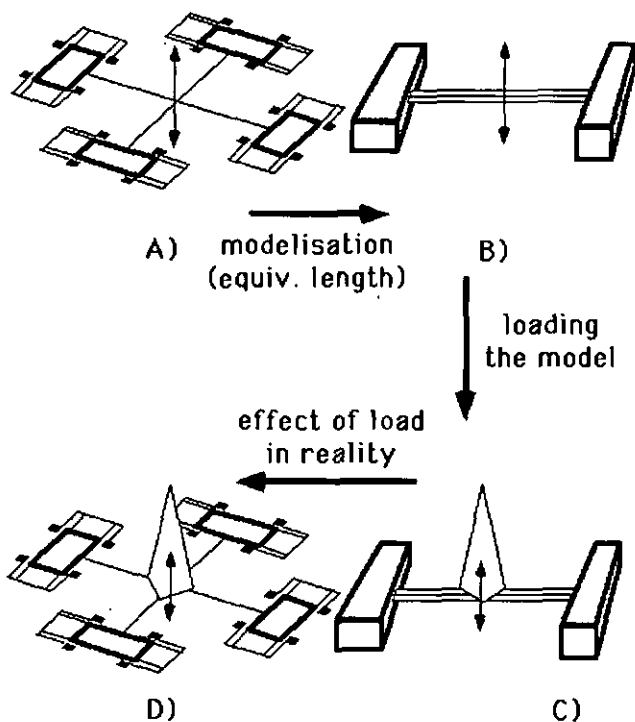 A)
modelisation
(equiv. length)
B)
loading
the model
effect of load
in reality
D)
C)